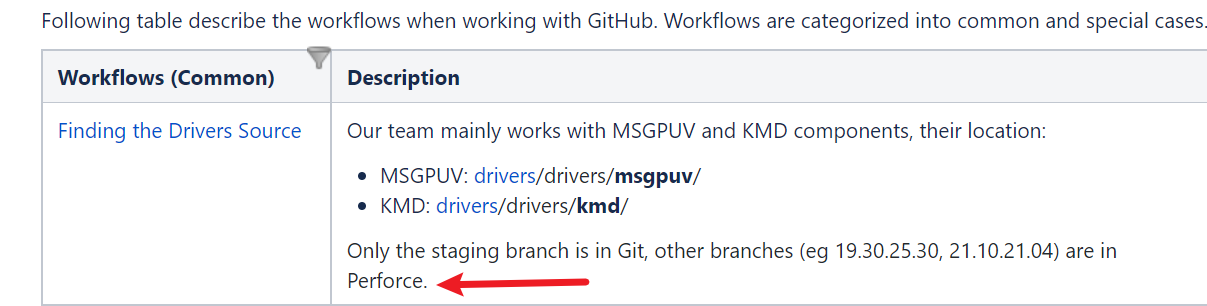 Following table describe the workflows when working with GitHub. Workflows are categorized into common and special cases.
Workflows (Common)
Description
Finding the Drivers Source
Our team mainly works with MSGPUV and KMD components, their location:
• MSGPUV: drivers/drivers/msgpuv/
• KMD: drivers/drivers/kmd/
Only the staging branch is in Git, other branches (eg 19.30.25.30, 21.10.21.04) are in
Perforce.